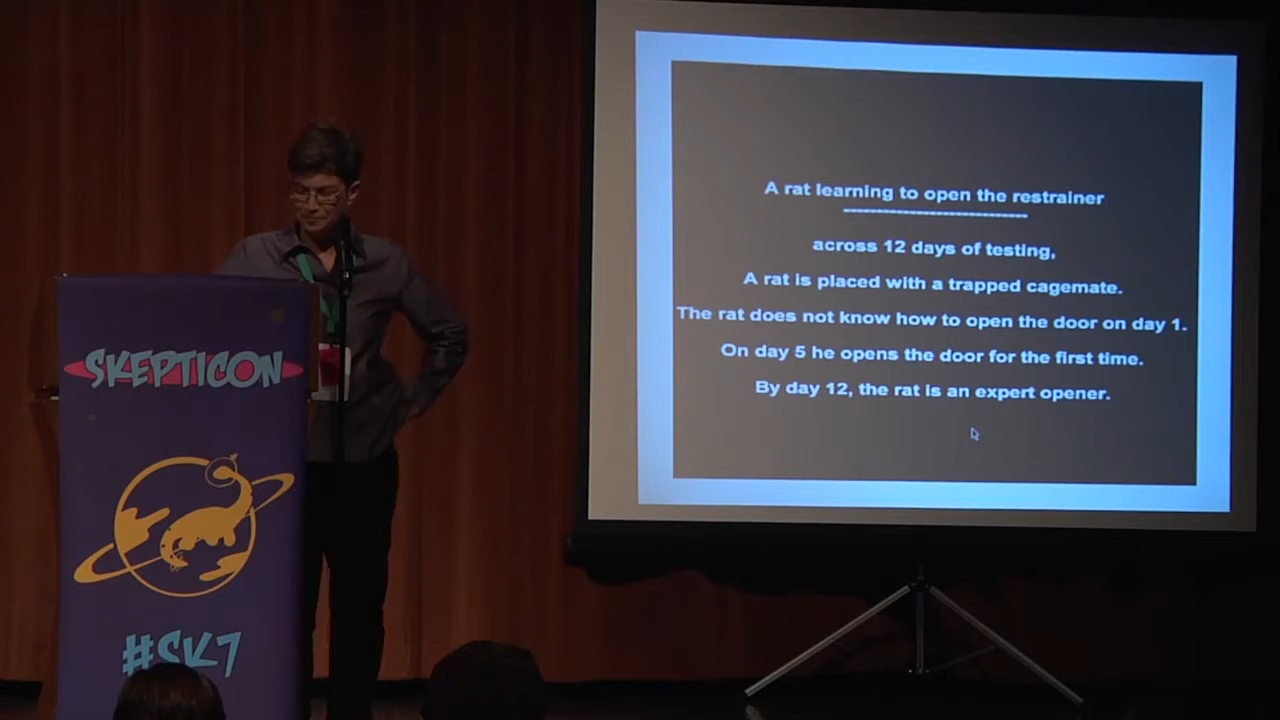 A rat learning to open the restrainer
----------------------------
across 12 days of testing,
A rat is placed with a trapped cagemate.
The rat does not know how to open the door on day 1.
On day 5 he opens the door for the first time.
By day 12, the rat is an expert opener.
SKEPTICON
#SK7